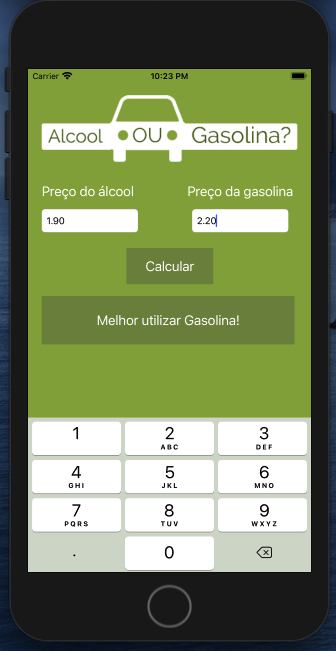 Carrier 10:23 PM
Alcool OU Gasolina?
Preço do álcool Preço da gasolina
1.90 2.20
Calcular
Melhor utilizar Gasolina!
1 2 3
ABC DEF
4 5 6
GHI JKL MNO
7 8 9
PQRS TUV WXYZ
. 0